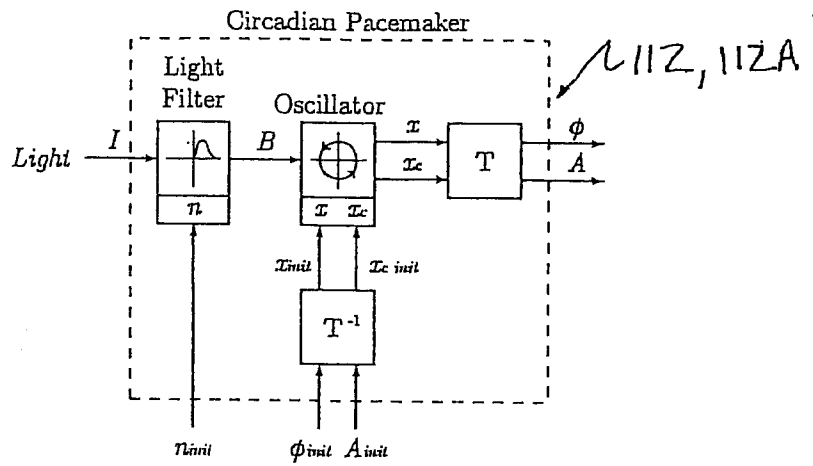 Circadian Pacemaker
112, 112A
Light
Filter
Oscillator
Light
I
B
x
xc
T
ϕ
A
n
x xc
xinit
xc init
T-1
ninit
ϕinit
Ainit